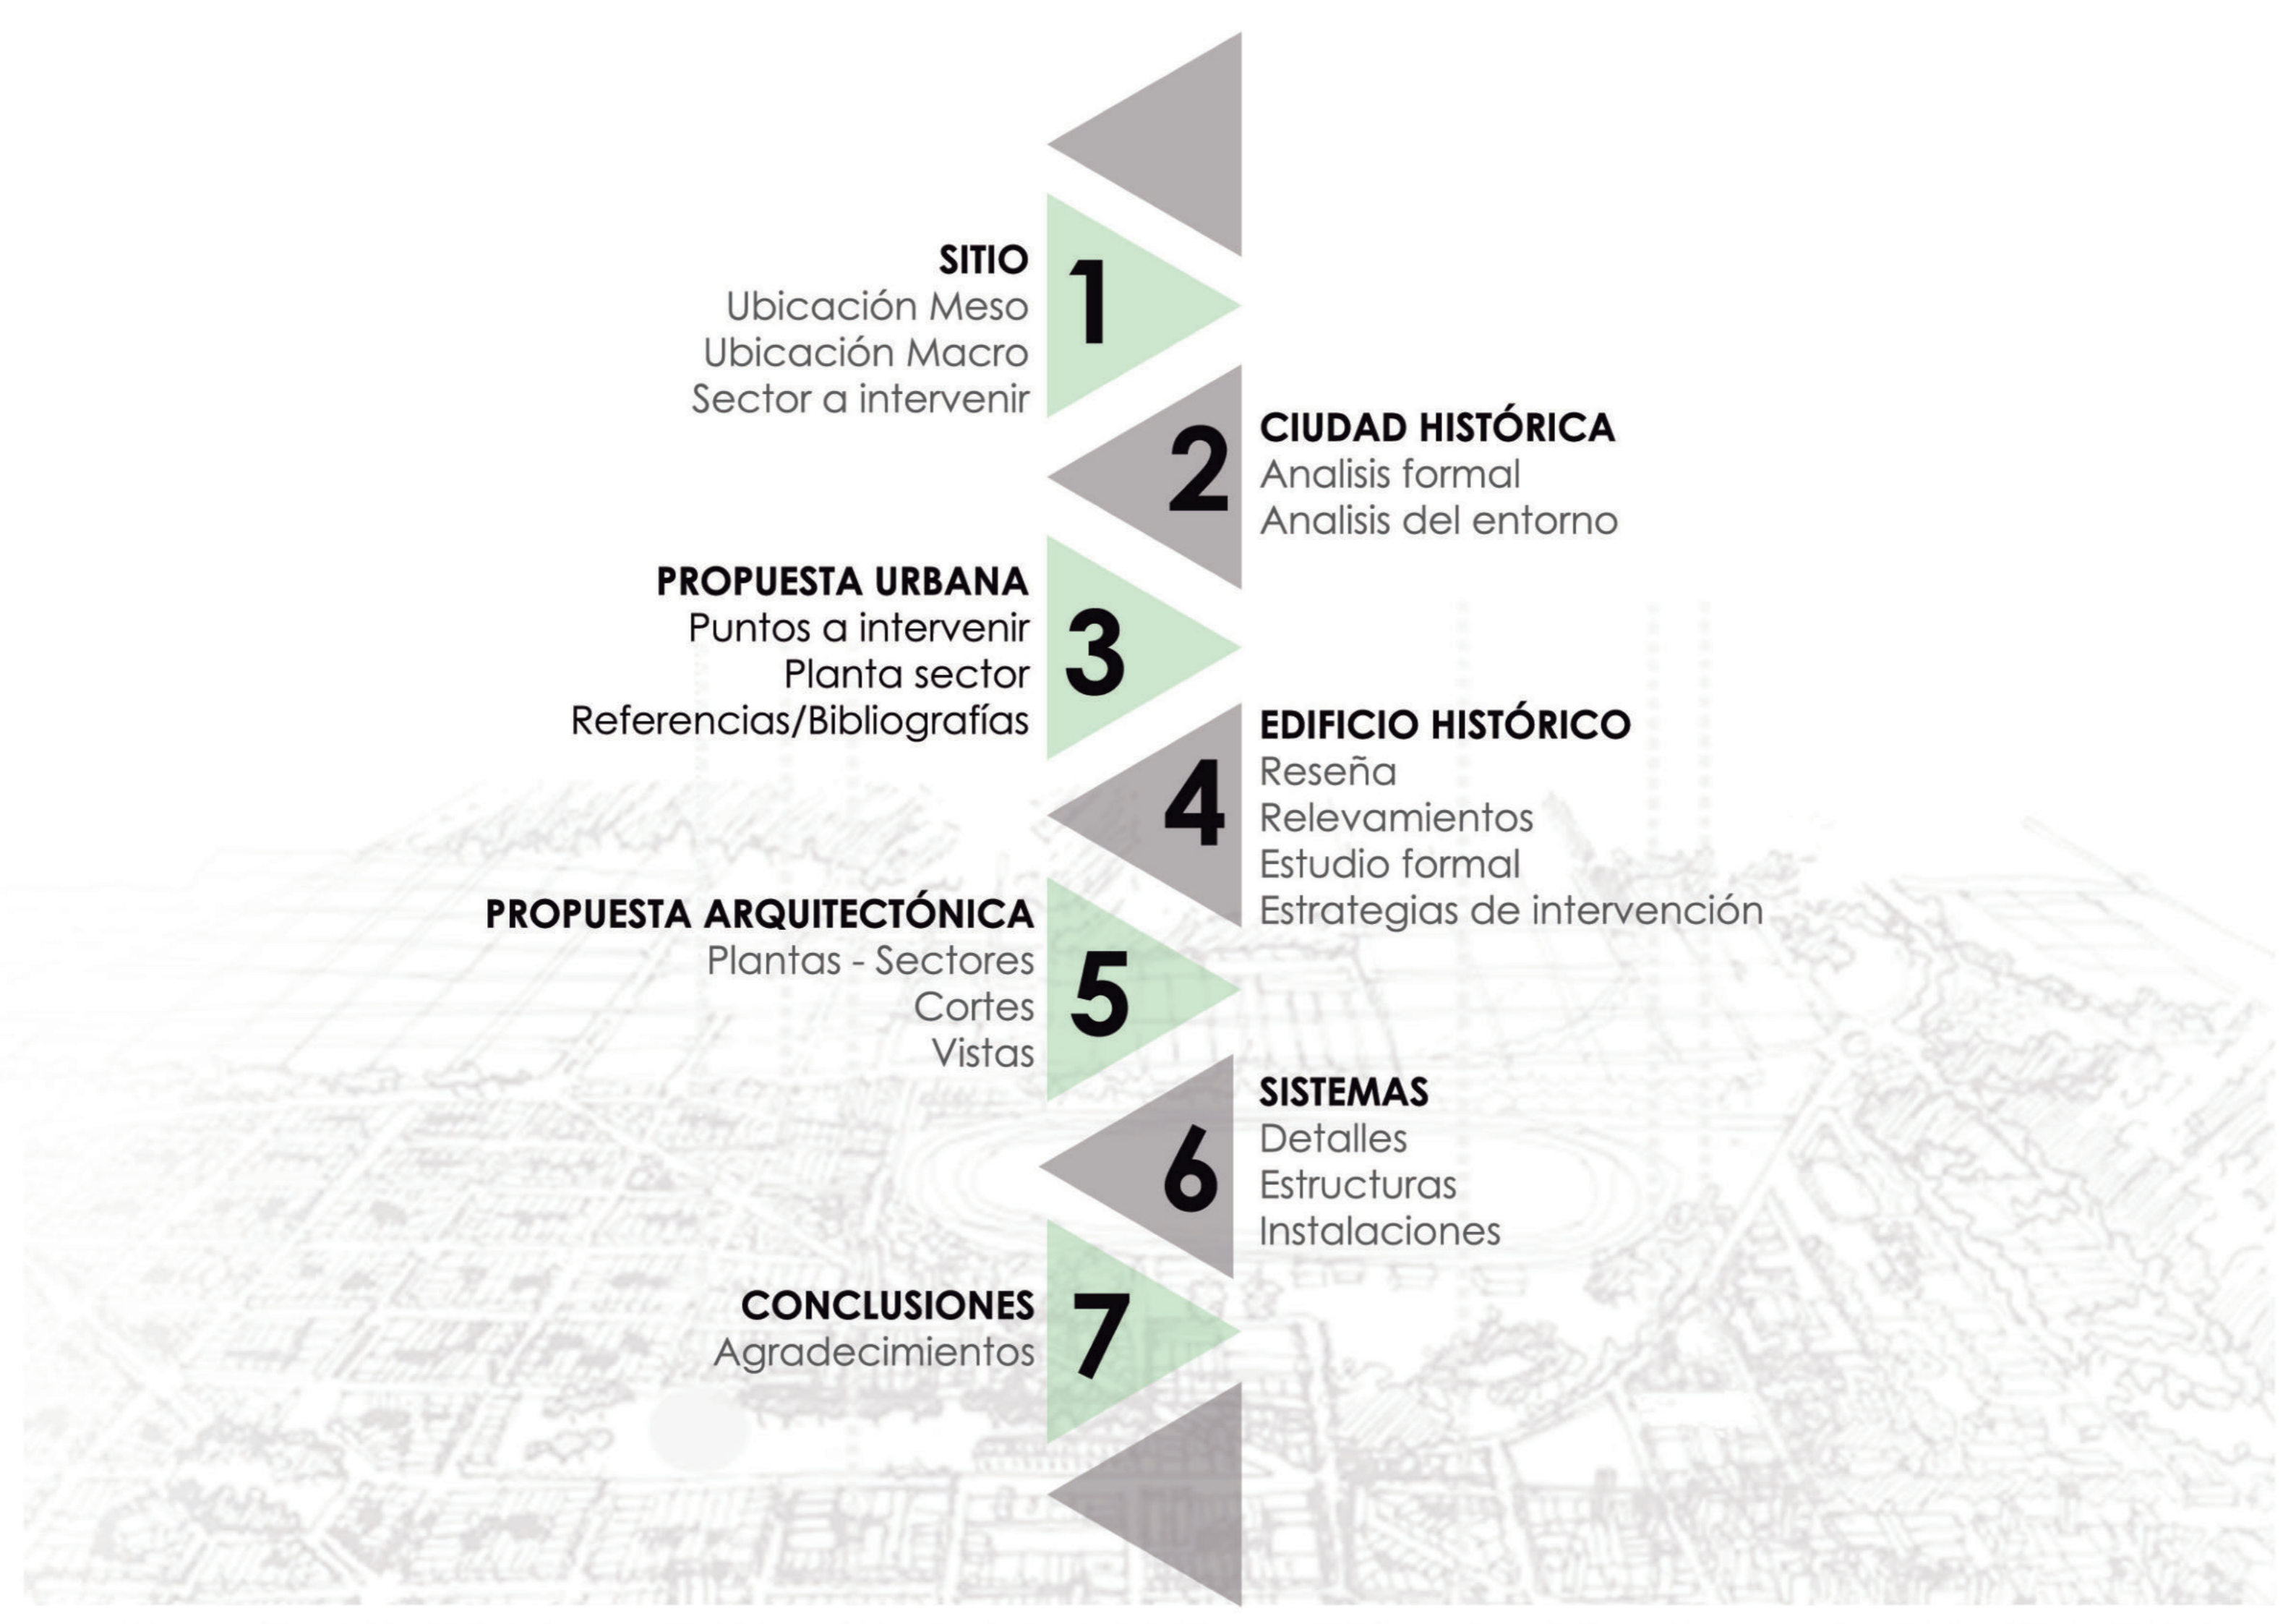 SITIO
1
Ubicación Meso
Ubicación Macro
Sector a intervenir
2
CIUDAD HISTÓRICA
Analisis formal
Analisis del entorno
PROPUESTA URBANA
3
Puntos a intervenir
Planta sector
Referencias/Bibliografías
4
EDIFICIO HISTÓRICO
Reseña
Relevamientos
Estudio formal
Estrategias de intervención
PROPUESTA ARQUITECTÓNICA
5
Plantas - Sectores
Cortes
Vistas
6
SISTEMAS
Detalles
Estructuras
Instalaciones
CONCLUSIONES
7
Agradecimientos